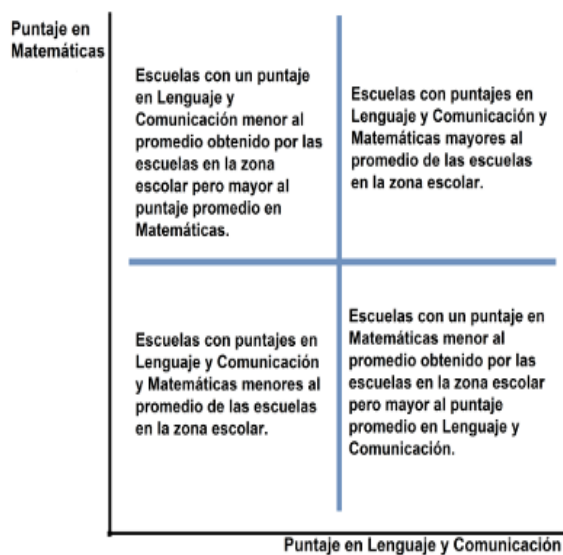 Puntaje en
Matemáticas
Escuelas con un puntaje
en Lenguaje y
Comunicación menor al
promedio obtenido por las
escuelas en la zona
escolar pero mayor al
puntaje promedio en
Matemáticas.
Escuelas con puntajes en
Lenguaje y Comunicación y
Matemáticas mayores al
promedio de las escuelas
en la zona escolar.
Escuelas con puntajes en
Lenguaje y Comunicación
y Matemáticas menores al
promedio de las escuelas
en la zona escolar.
Escuelas con un puntaje en
Matemáticas menor al
promedio obtenido por las
escuelas en la zona escolar
pero mayor al puntaje
promedio en Lenguaje y
Comunicación.
Puntaje en Lenguaje y Comunicación